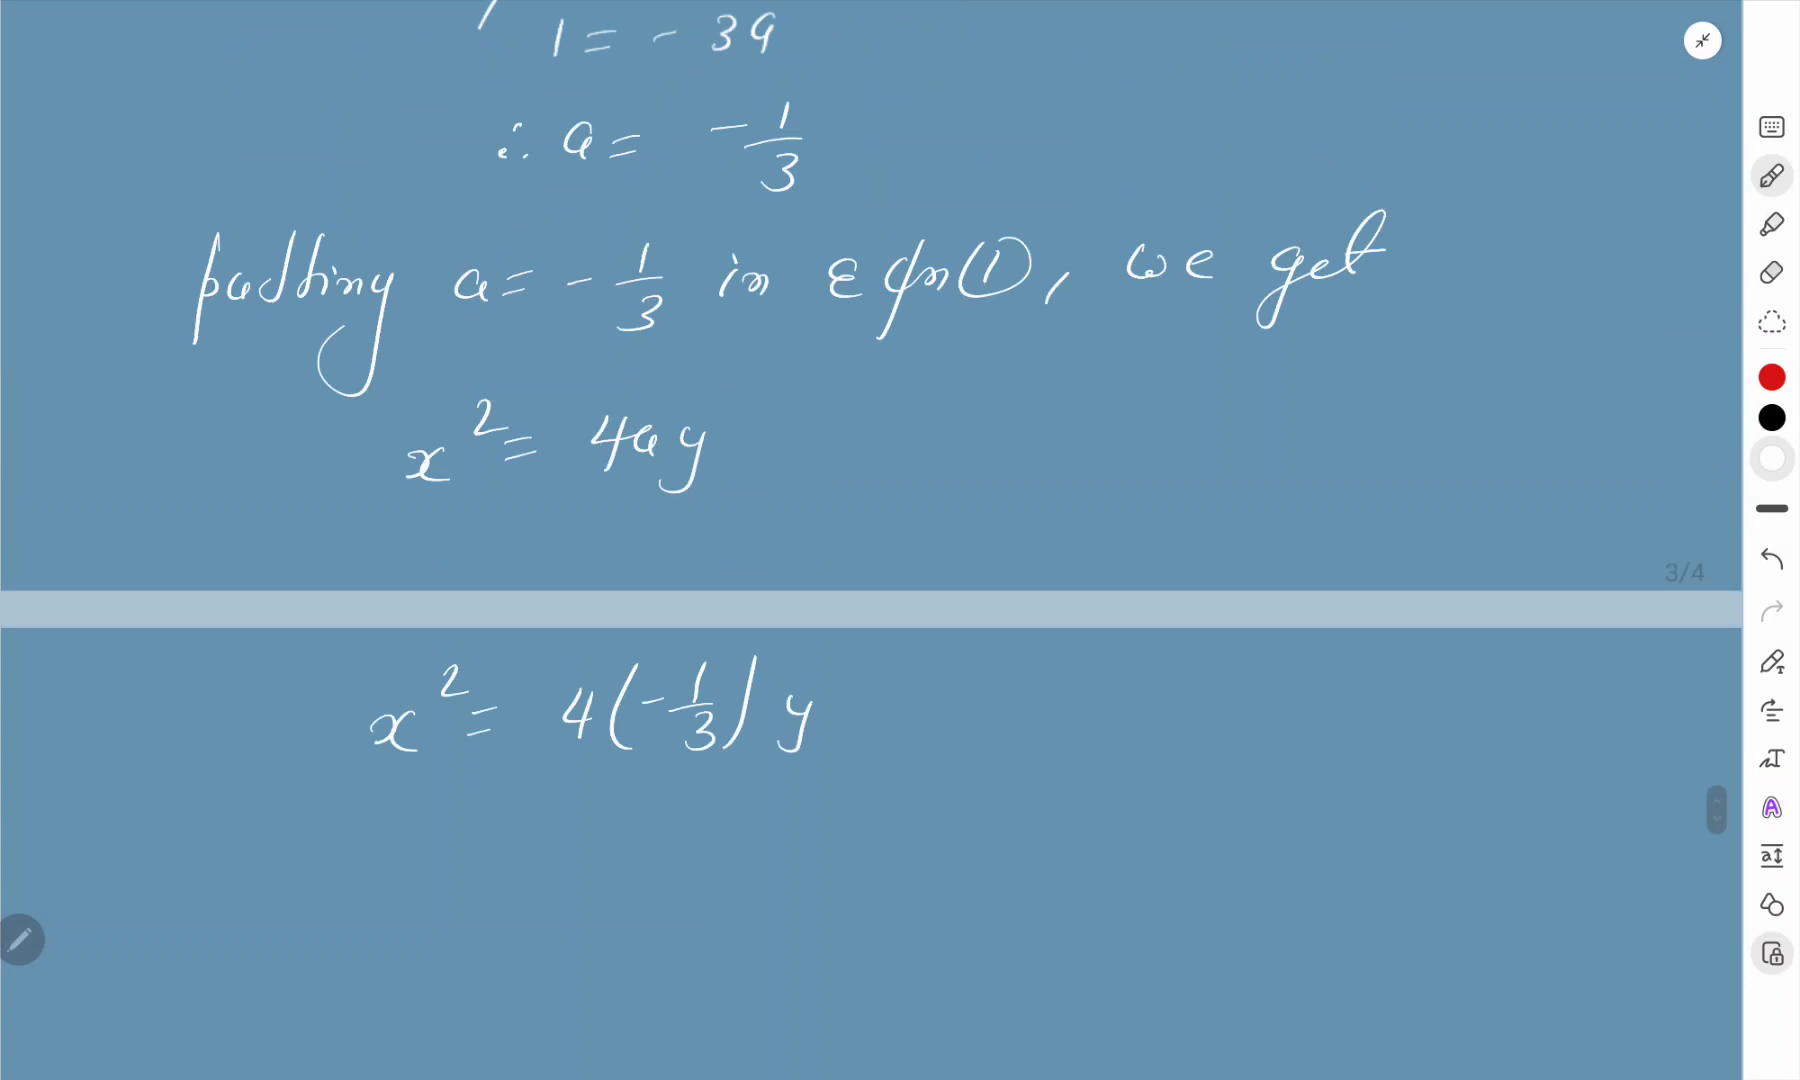 1 = - 3a
∴ a = - 1/3
putting a = - 1/3 in Eqn ①, we get
x² = 4ay
3/4
x² = 4(- 1/3) y